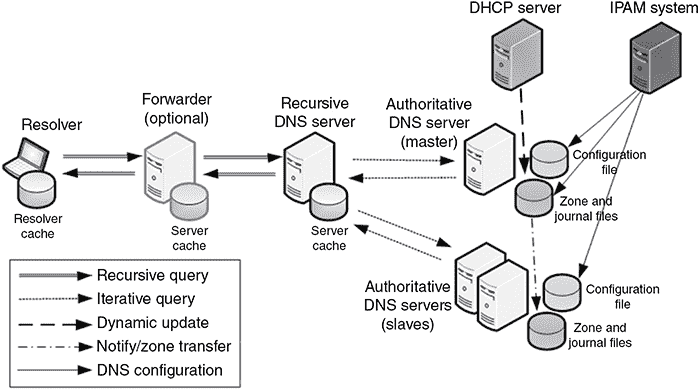 DHCP server
IPAM system
Resolver
Forwarder
(optional)
Recursive
DNS server
Authoritative
DNS server
(master)
Configuration
file
Zone and
journal files
Resolver
cache
Server
cache
Server
cache
Authoritative
DNS servers
(slaves)
Configuration
file
Zone and
journal files
Recursive query
Iterative query
Dynamic update
Notify/zone transfer
DNS configuration